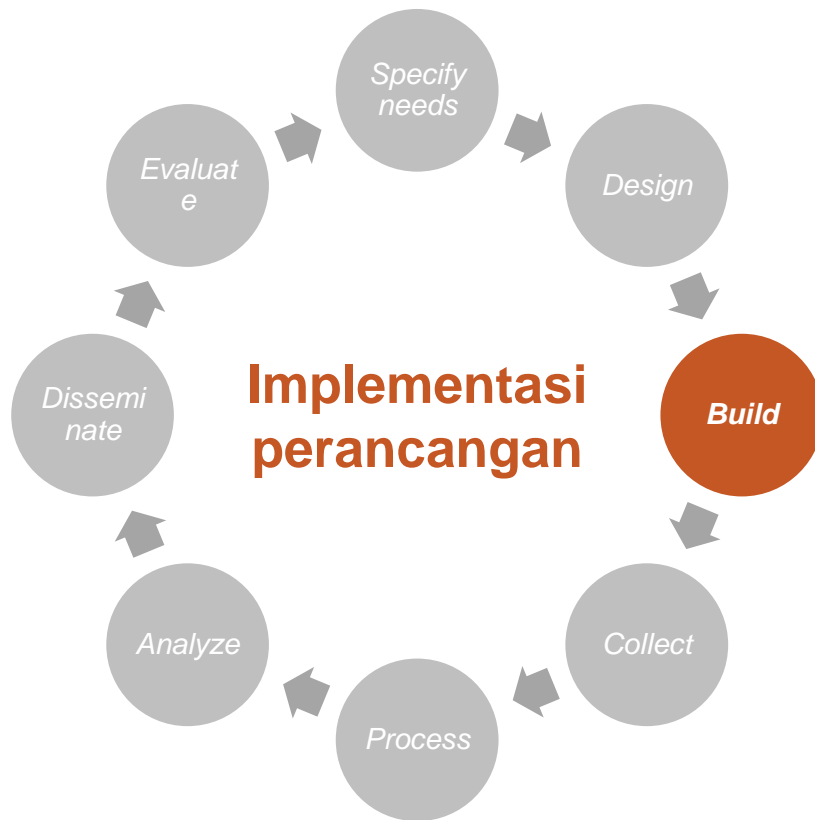 Specify
needs
Design
Build
Collect
Process
Analyze
Dissemi
nate
Evaluat
e
Implementasi
perancangan